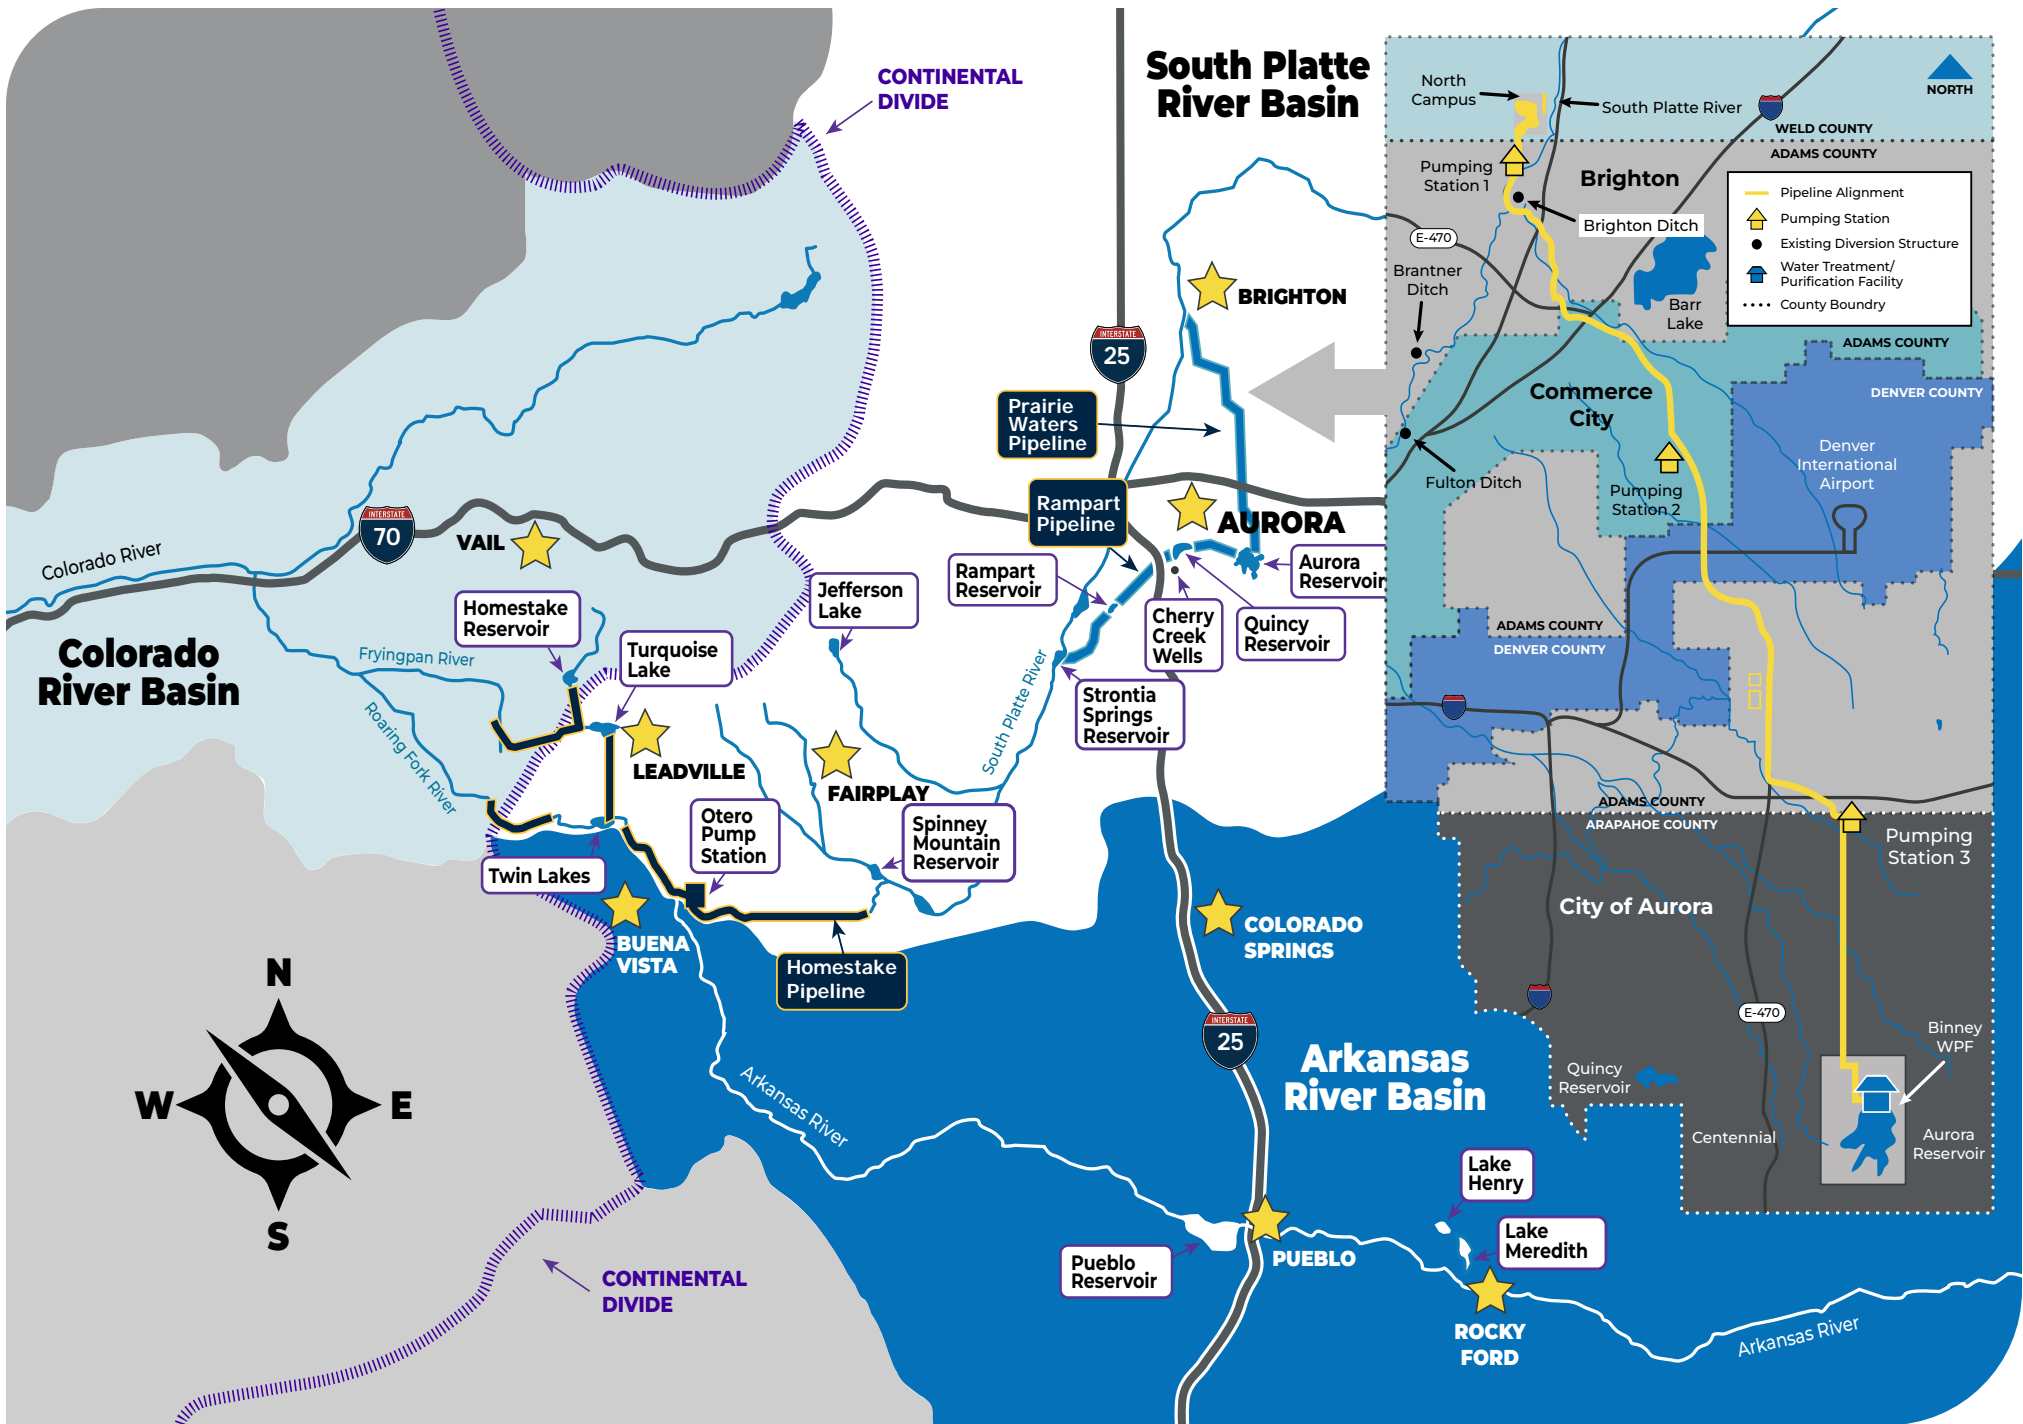 CONTINENTAL
DIVIDE
South Platte
River Basin
BRIGHTON
INTERSTATE
25
Prairie
Waters
Pipeline
Rampart
Pipeline
AURORA
INTERSTATE
70
VAIL
Colorado River
Colorado
River Basin
Homestake
Reservoir
Fryingpan River
Roaring Fork River
Turquoise
Lake
Jefferson
Lake
Rampart
Reservoir
Aurora
Reservoir
Cherry
Creek
Wells
Quincy
Reservoir
Strontia
Springs
Reservoir
South Platte River
LEADVILLE
FAIRPLAY
Otero
Pump
Station
Spinney
Mountain
Reservoir
Twin Lakes
BUENA
VISTA
Homestake
Pipeline
COLORADO
SPRINGS
INTERSTATE
25
Arkansas
River Basin
Arkansas River
N
W
E
S
CONTINENTAL
DIVIDE
Pueblo
Reservoir
PUEBLO
Lake
Henry
Lake
Meredith
ROCKY
FORD
Arkansas River
North
Campus
South Platte River
NORTH
WELD COUNTY
ADAMS COUNTY
Pumping
Station 1
Brighton
Brighton Ditch
E-470
Pipeline Alignment
Pumping Station
Existing Diversion Structure
Water Treatment/
Purification Facility
County Boundry
Brantner
Ditch
Barr
Lake
ADAMS COUNTY
DENVER COUNTY
Commerce
City
Denver
International
Airport
Fulton Ditch
Pumping
Station 2
ADAMS COUNTY
DENVER COUNTY
ADAMS COUNTY
ARAPAHOE COUNTY
Pumping
Station 3
City of Aurora
E-470
Binney
WPF
Quincy
Reservoir
Centennial
Aurora
Reservoir